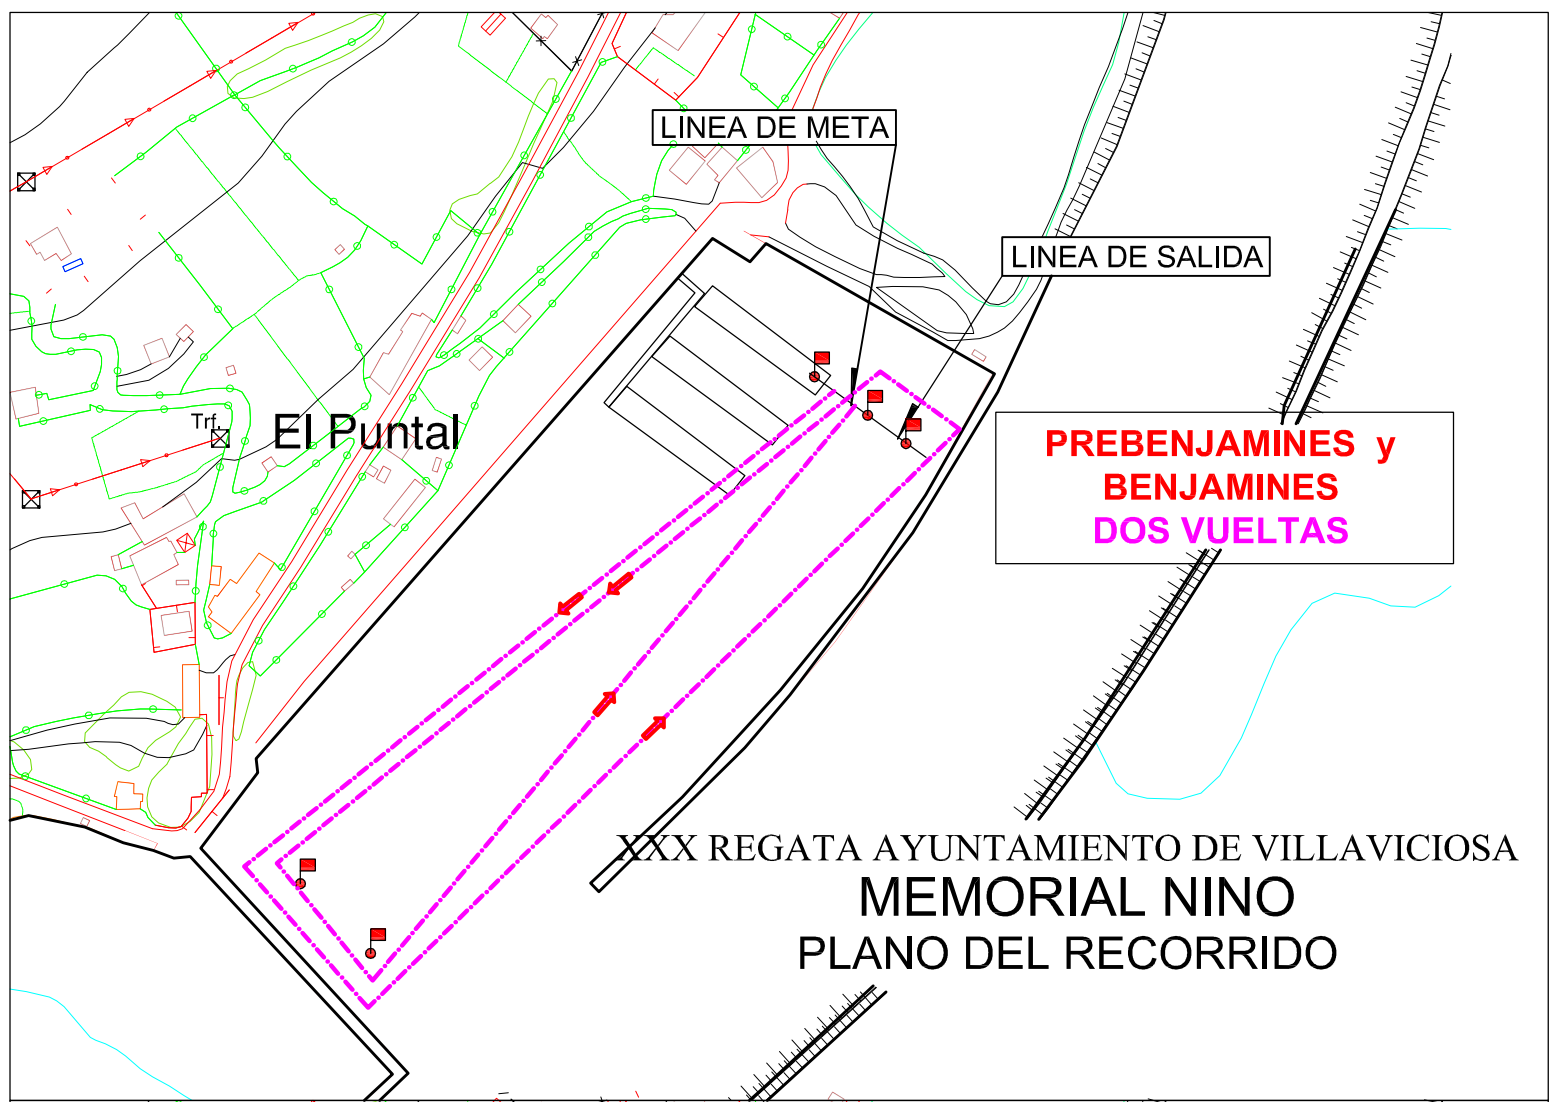 LINEA DE META
LINEA DE SALIDA
Trf.
El Puntal
PREBENJAMINES y
BENJAMINES
DOS VUELTAS
XXX REGATA AYUNTAMIENTO DE VILLAVICIOSA
MEMORIAL NINO
PLANO DEL RECORRIDO